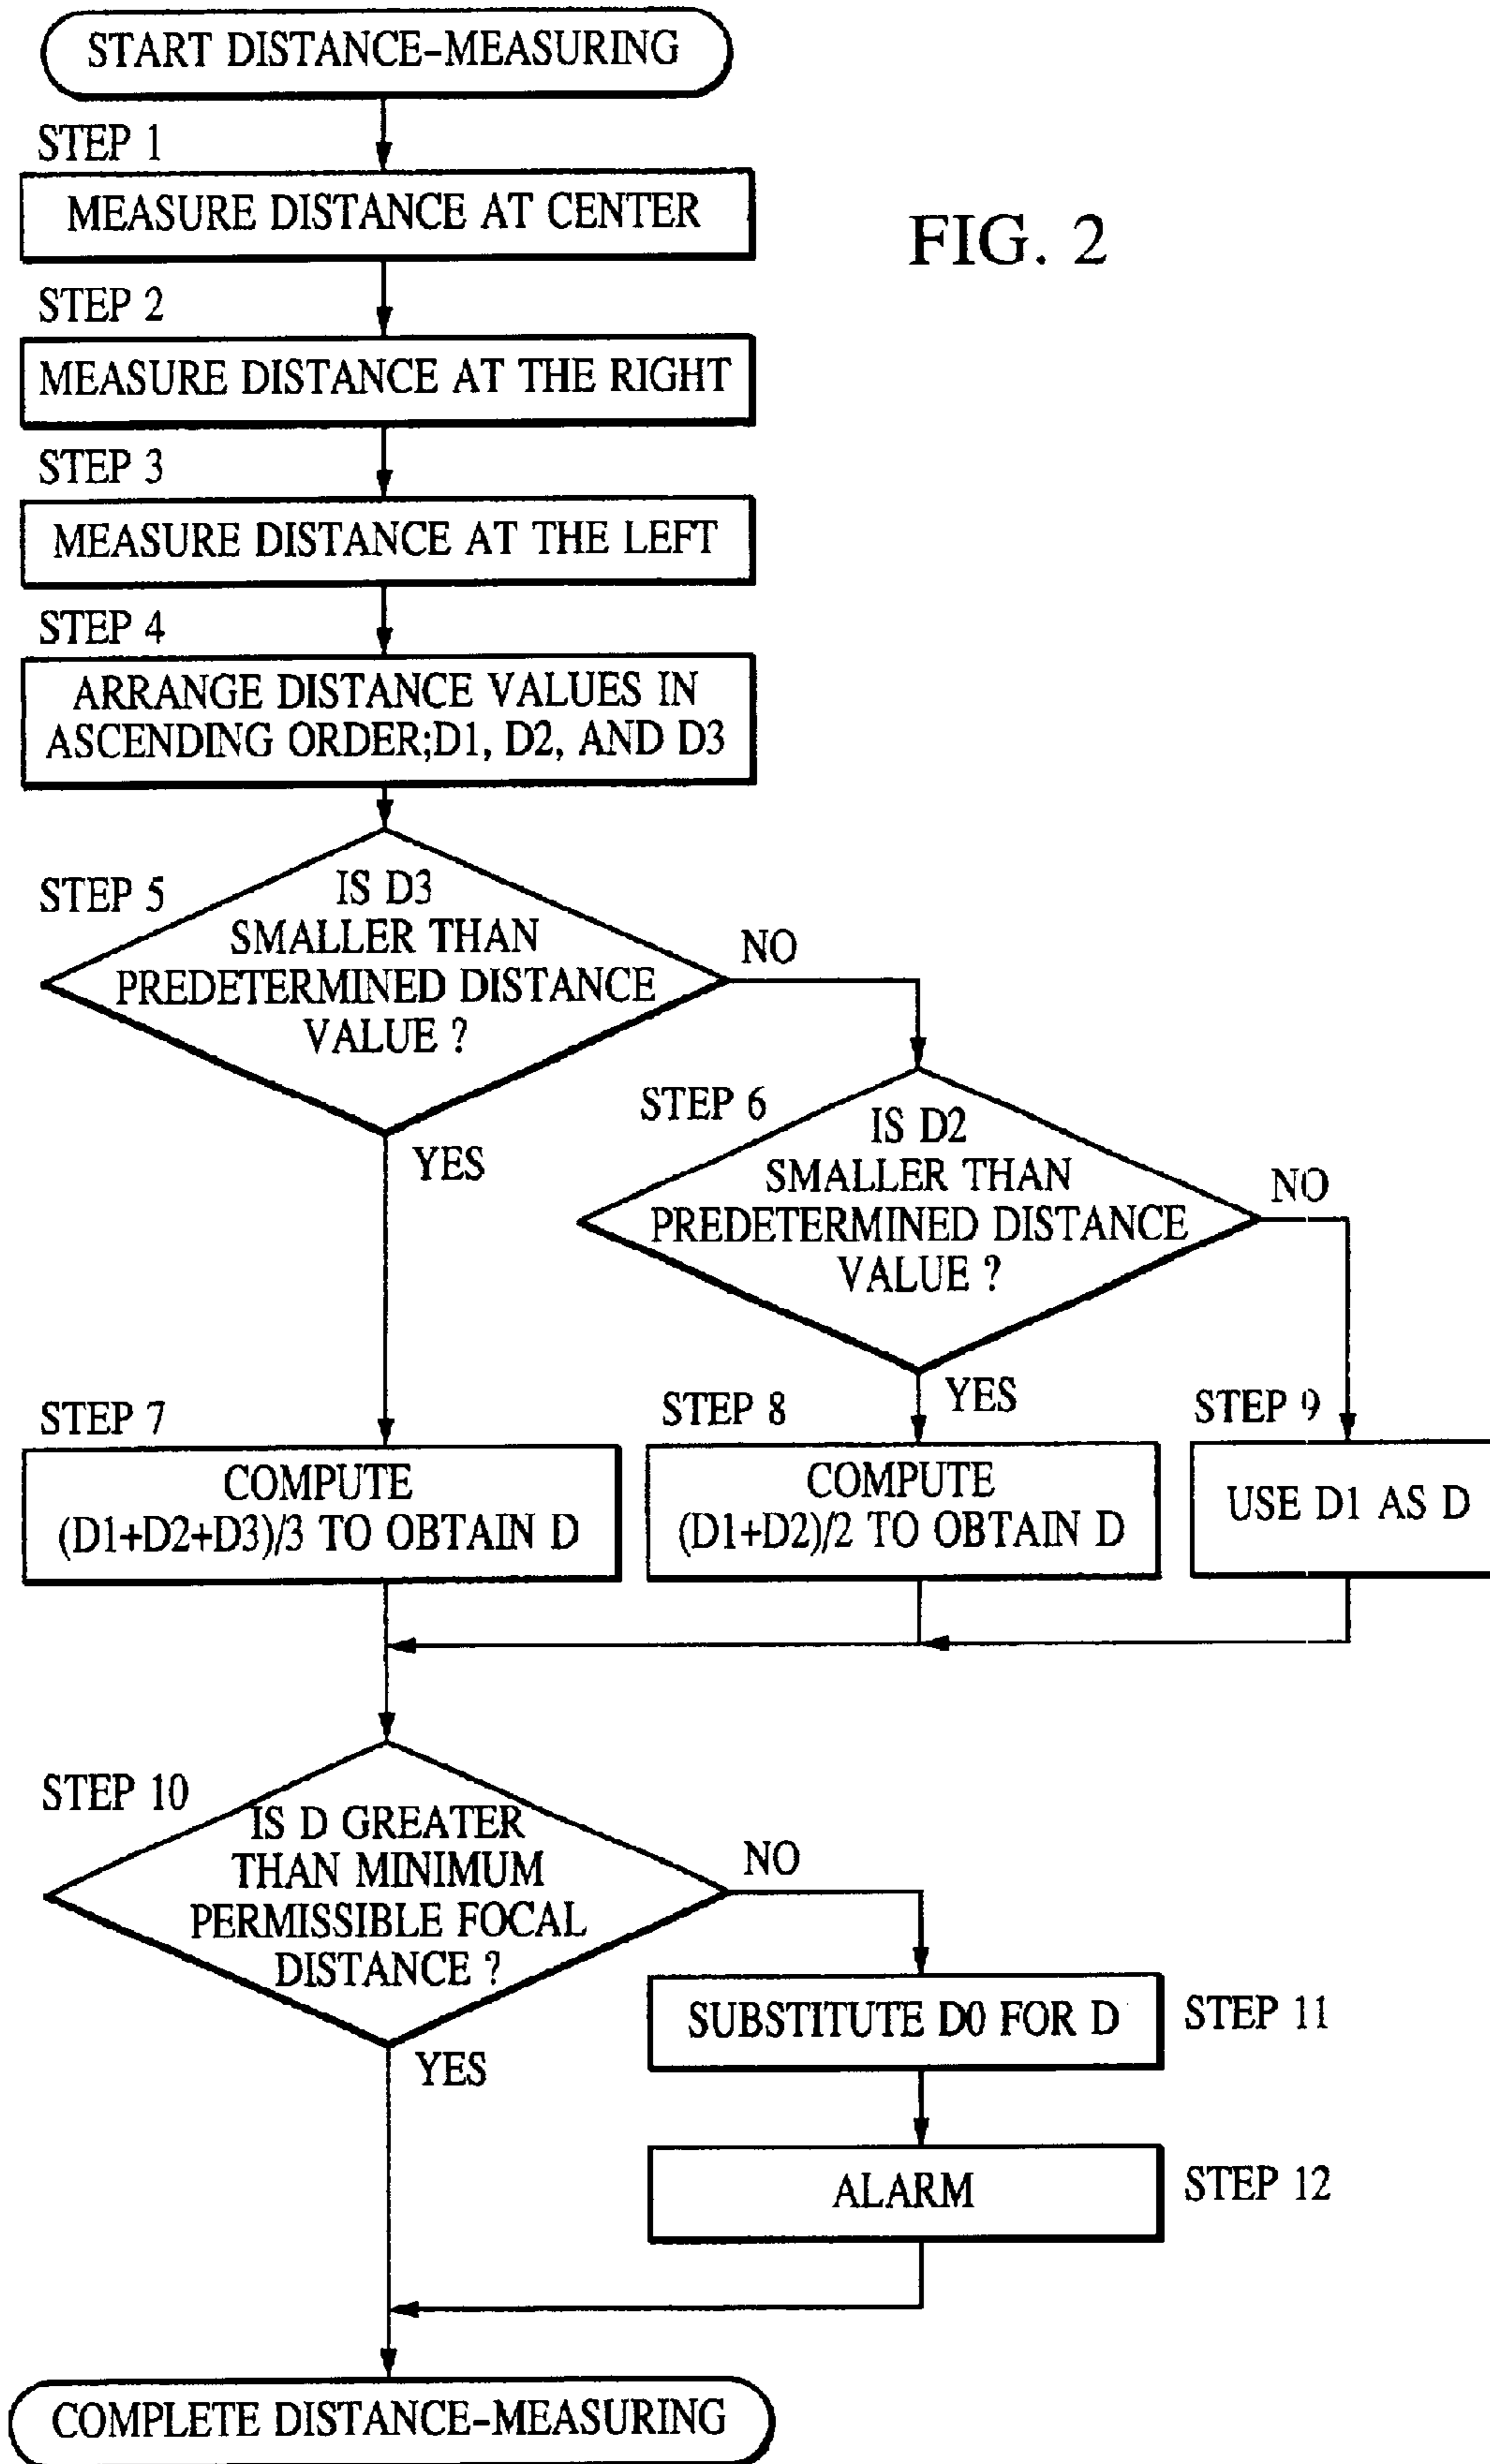 START DISTANCE-MEASURING
STEP 1
MEASURE DISTANCE AT CENTER
FIG. 2
STEP 2
MEASURE DISTANCE AT THE RIGHT
STEP 3
MEASURE DISTANCE AT THE LEFT
STEP 4
ARRANGE DISTANCE VALUES IN
ASCENDING ORDER;D1, D2, AND D3
STEP 5
IS D3
SMALLER THAN
PREDETERMINED DISTANCE
VALUE ?
NO
YES
STEP 6
IS D2
SMALLER THAN
PREDETERMINED DISTANCE
VALUE ?
NO
YES
STEP 7
COMPUTE
(D1+D2+D3)/3 TO OBTAIN D
STEP 8
COMPUTE
(D1+D2)/2 TO OBTAIN D
STEP 9
USE D1 AS D
STEP 10
IS D GREATER
THAN MINIMUM
PERMISSIBLE FOCAL
DISTANCE ?
NO
YES
SUBSTITUTE D0 FOR D
STEP 11
ALARM
STEP 12
COMPLETE DISTANCE-MEASURING